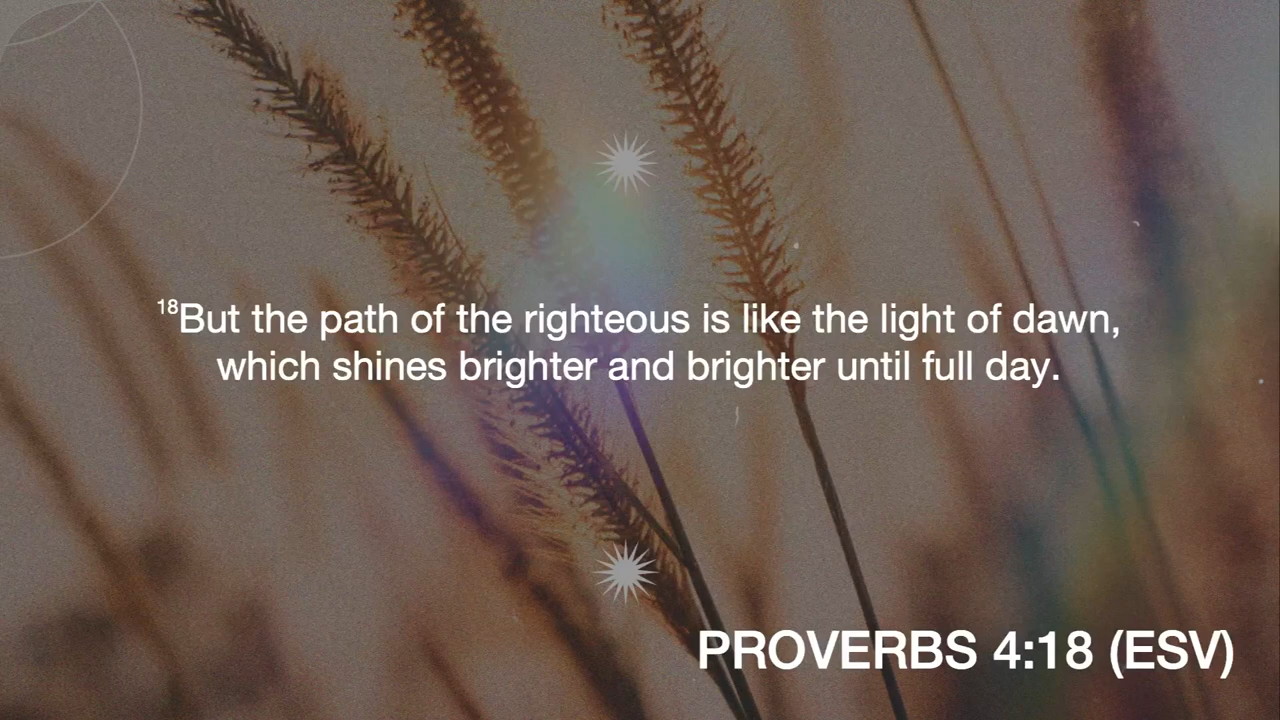 18But the path of the righteous is like the light of dawn,
which shines brighter and brighter until full day.
PROVERBS 4:18 (ESV)